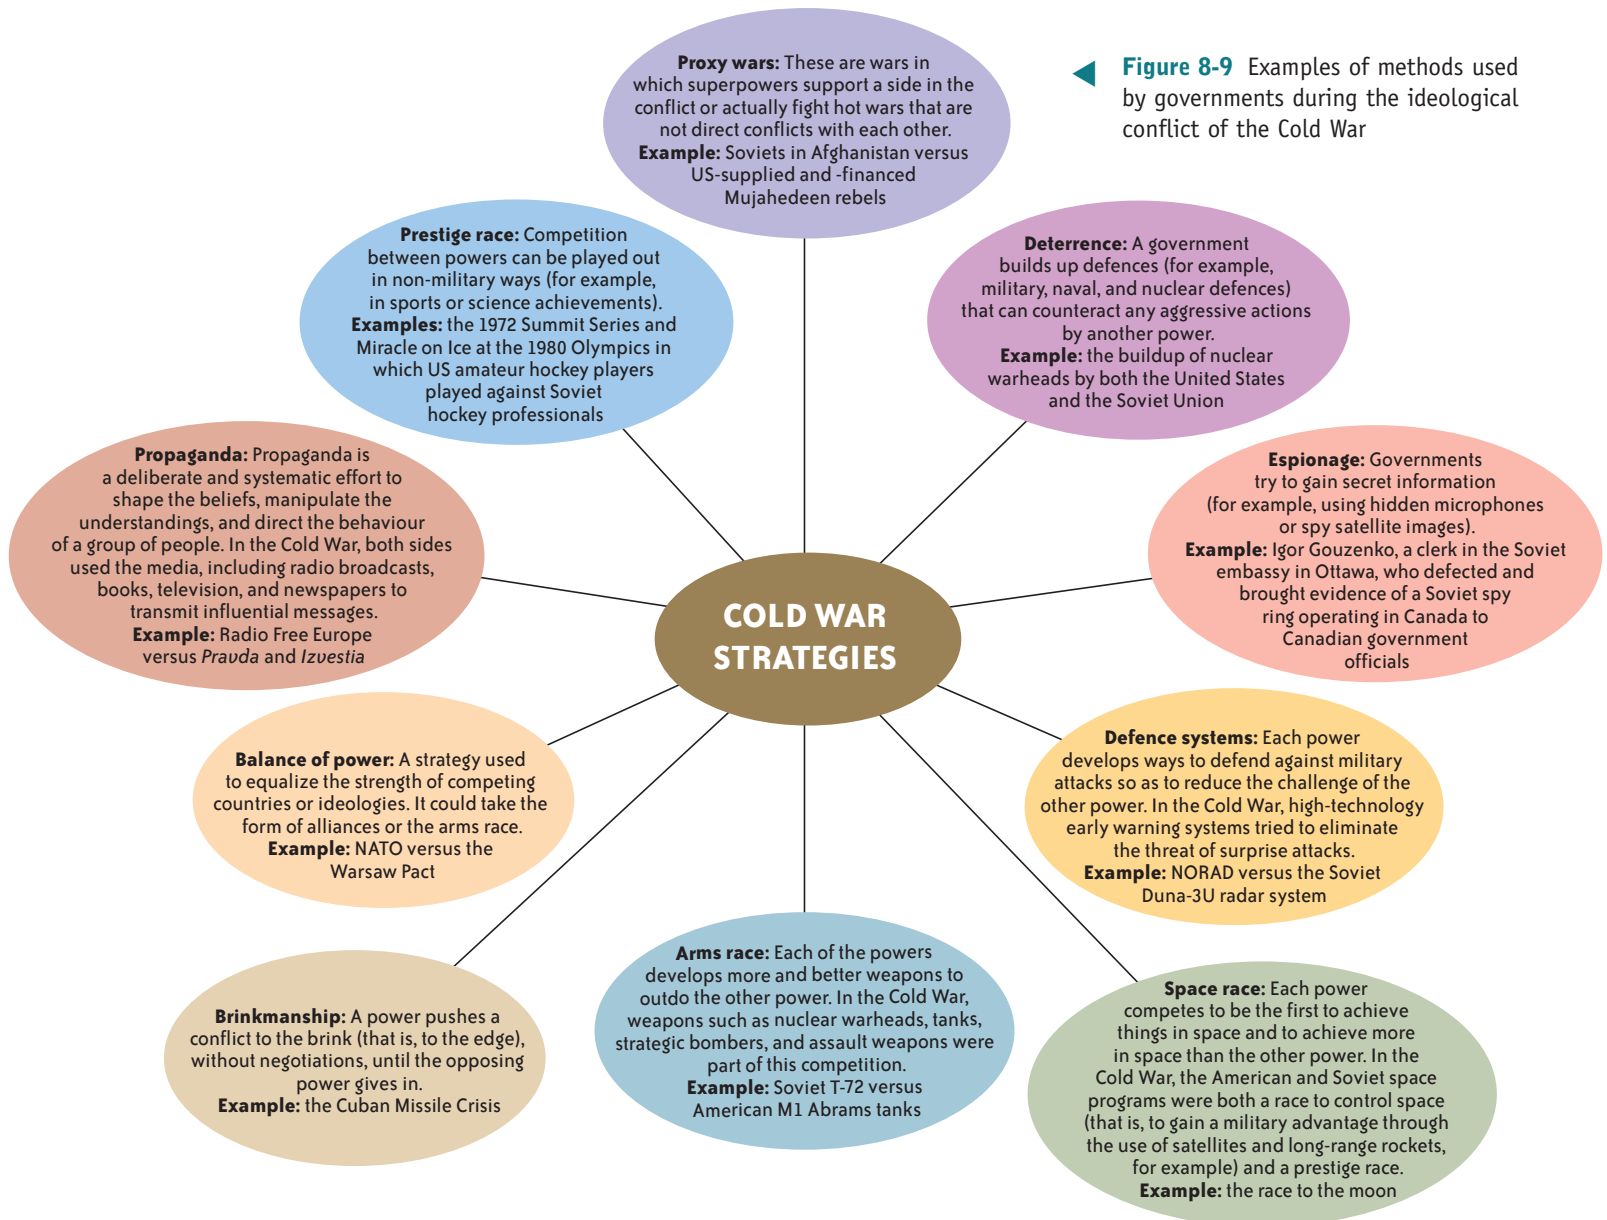 Proxy wars: These are wars in
which superpowers support a side in the
conflict or actually fight hot wars that are
not direct conflicts with each other.
Example: Soviets in Afghanistan versus
US-supplied and -financed
Mujahedeen rebels
Figure 8-9 Examples of methods used
by governments during the ideological
conflict of the Cold War
Prestige race: Competition
between powers can be played out
in non-military ways (for example,
in sports or science achievements).
Examples: the 1972 Summit Series and
Miracle on Ice at the 1980 Olympics in
which US amateur hockey players
played against Soviet
hockey professionals
Deterrence: A government
builds up defences (for example,
military, naval, and nuclear defences)
that can counteract any aggressive actions
by another power.
Example: the buildup of nuclear
warheads by both the United States
and the Soviet Union
Propaganda: Propaganda is
a deliberate and systematic effort to
shape the beliefs, manipulate the
understandings, and direct the behaviour
of a group of people. In the Cold War, both sides
used the media, including radio broadcasts,
books, television, and newspapers to
transmit influential messages.
Example: Radio Free Europe
versus Pravda and Izvestia
Espionage: Governments
try to gain secret information
(for example, using hidden microphones
or spy satellite images).
Example: Igor Gouzenko, a clerk in the Soviet
embassy in Ottawa, who defected and
brought evidence of a Soviet spy
ring operating in Canada to
Canadian government
officials
COLD WAR
STRATEGIES
Balance of power: A strategy used
to equalize the strength of competing
countries or ideologies. It could take the
form of alliances or the arms race.
Example: NATO versus the
Warsaw Pact
Defence systems: Each power
develops ways to defend against military
attacks so as to reduce the challenge of the
other power. In the Cold War, high-technology
early warning systems tried to eliminate
the threat of surprise attacks.
Example: NORAD versus the Soviet
Duna-3U radar system
Brinkmanship: A power pushes a
conflict to the brink (that is, to the edge),
without negotiations, until the opposing
power gives in.
Example: the Cuban Missile Crisis
Arms race: Each of the powers
develops more and better weapons to
outdo the other power. In the Cold War,
weapons such as nuclear warheads, tanks,
strategic bombers, and assault weapons were
part of this competition.
Example: Soviet T-72 versus
American M1 Abrams tanks
Space race: Each power
competes to be the first to achieve
things in space and to achieve more
in space than the other power. In the
Cold War, the American and Soviet space
programs were both a race to control space
(that is, to gain a military advantage through
the use of satellites and long-range rockets,
for example) and a prestige race.
Example: the race to the moon